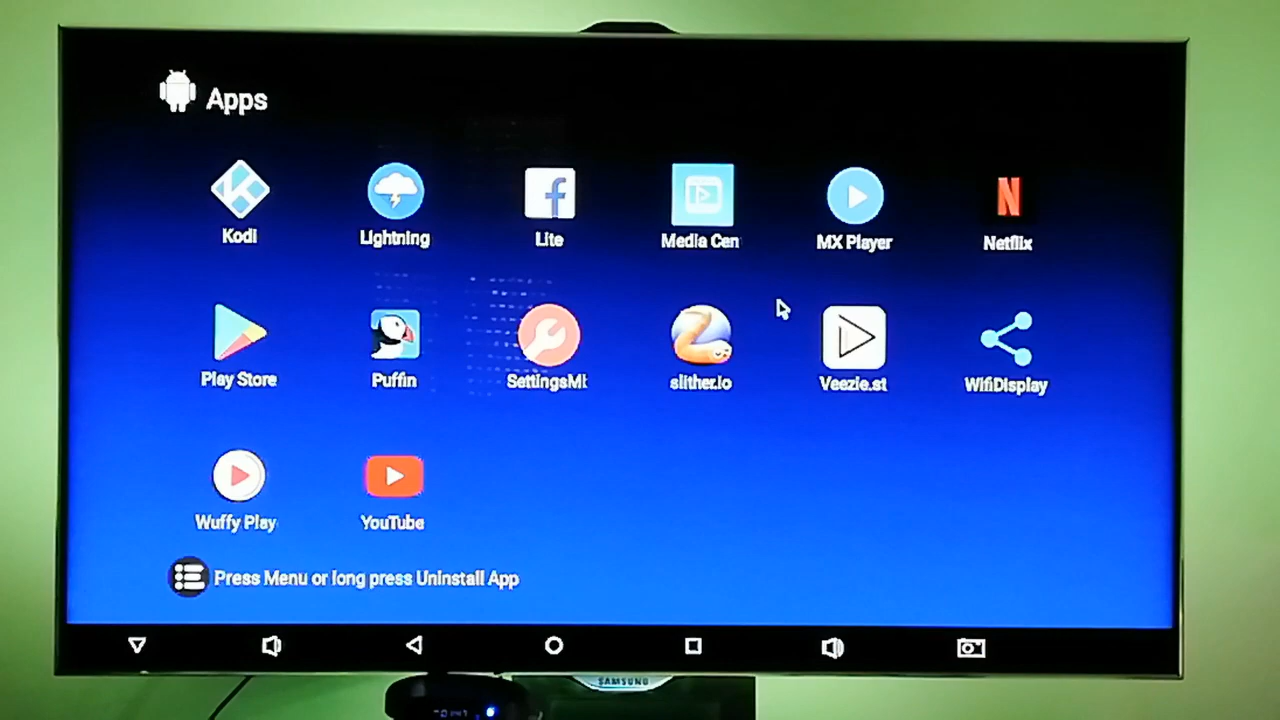 Apps
Kodi
Lightning
Lite
Media Cen
MX Player
Netflix
Play Store
Puffin
SettingsMb
slither.io
Veezie.st
WifiDisplay
Wuffy Play
YouTube
Press Menu or long press Uninstall App
SAMSUNG